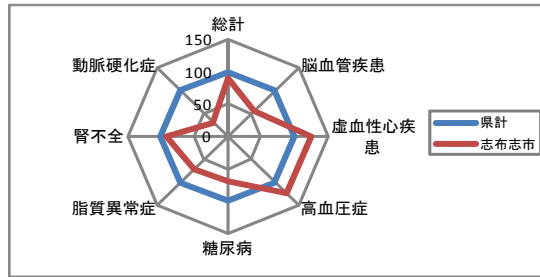 総計
150
100
50
0
動脈硬化症
脳血管疾患
腎不全
虚血性心疾
患
脂質異常症
高血圧症
糖尿病
県計
志布志市